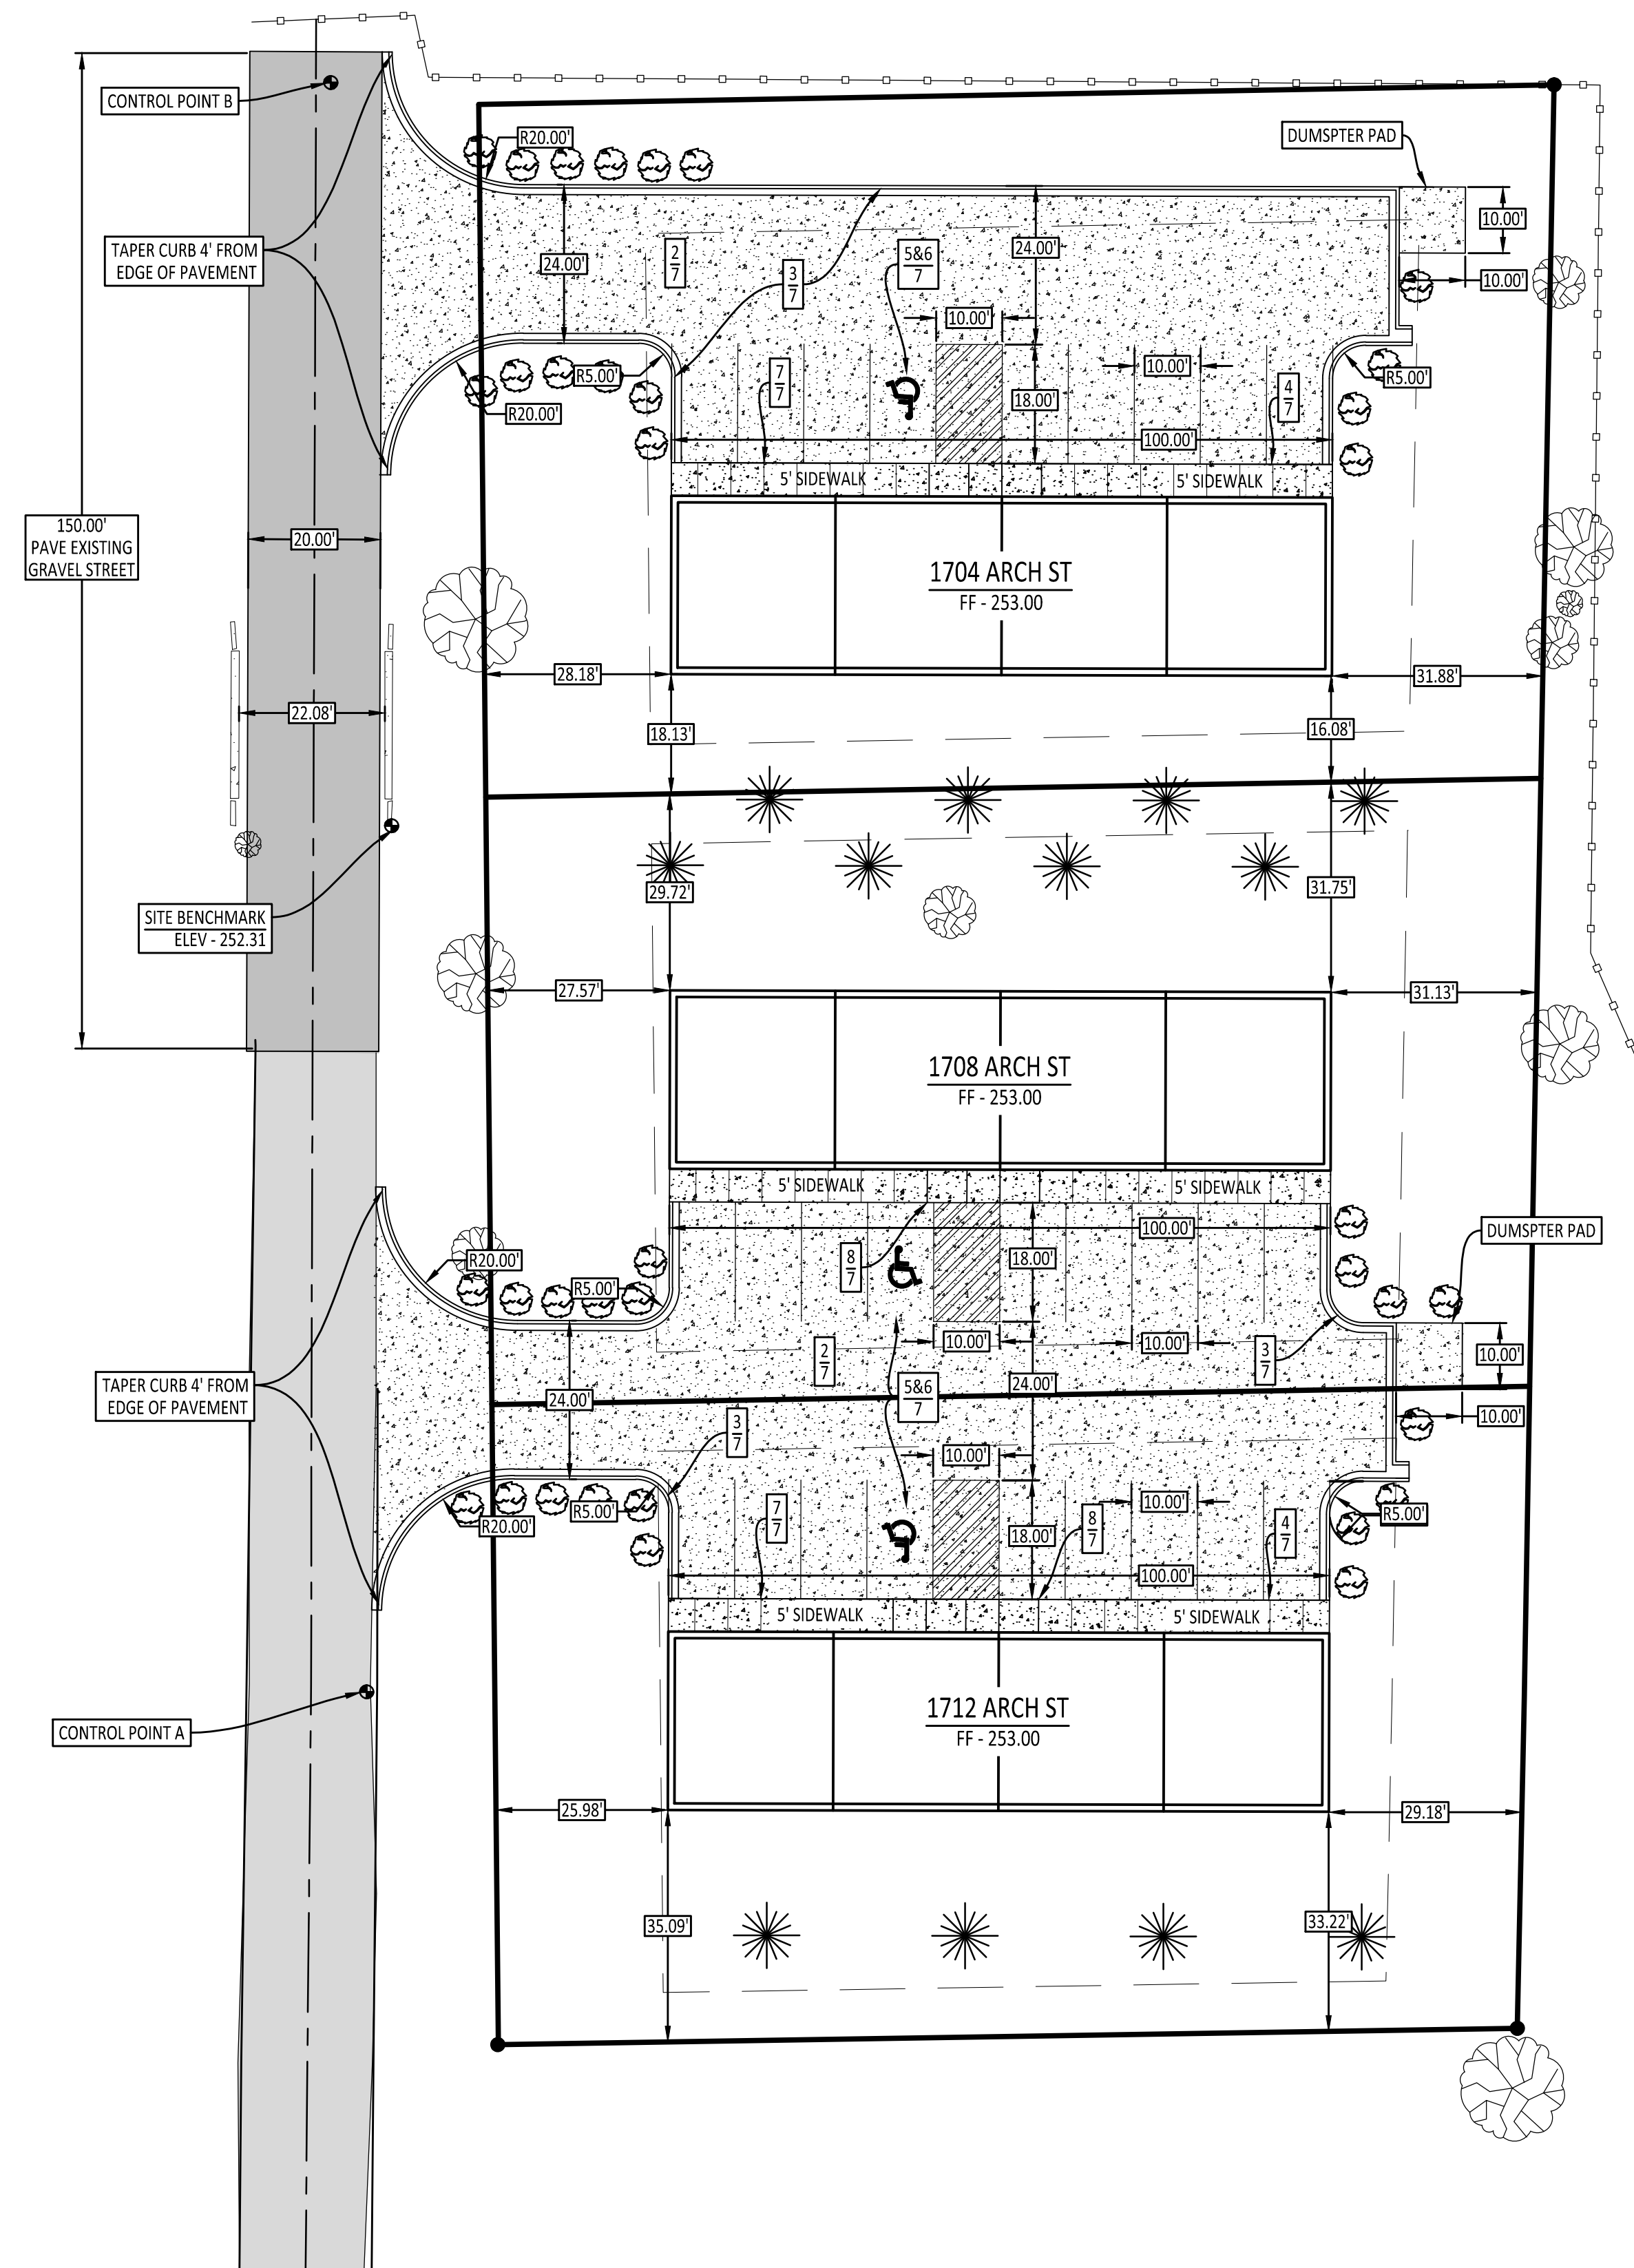 CONTROL POINT B
R20.00'
DUMSPTER PAD
10.00'
TAPER CURB 4' FROM
EDGE OF PAVEMENT
24.00'
2
7
3
7
5&6
7
24.00'
10.00'
10.00'
R5.00'
R20.00'
7
7
18.00'
10.00'
4
7
R5.00'
100.00'
5' SIDEWALK
5' SIDEWALK
150.00'
PAVE EXISTING
GRAVEL STREET
20.00'
1704 ARCH ST
FF - 253.00
28.18'
31.88'
22.08'
18.13'
16.08'
29.72'
31.75'
SITE BENCHMARK
ELEV - 252.31
27.57'
31.13'
1708 ARCH ST
FF - 253.00
5' SIDEWALK
5' SIDEWALK
100.00'
DUMSPTER PAD
R20.00'
8
7
18.00'
R5.00'
10.00'
10.00'
2
7
3
7
10.00'
TAPER CURB 4' FROM
EDGE OF PAVEMENT
24.00'
5&6
7
24.00'
10.00'
3
7
10.00'
R20.00'
R5.00'
7
7
18.00'
8
7
10.00'
4
7
R5.00'
100.00'
5' SIDEWALK
5' SIDEWALK
CONTROL POINT A
1712 ARCH ST
FF - 253.00
25.98'
29.18'
35.09'
33.22'